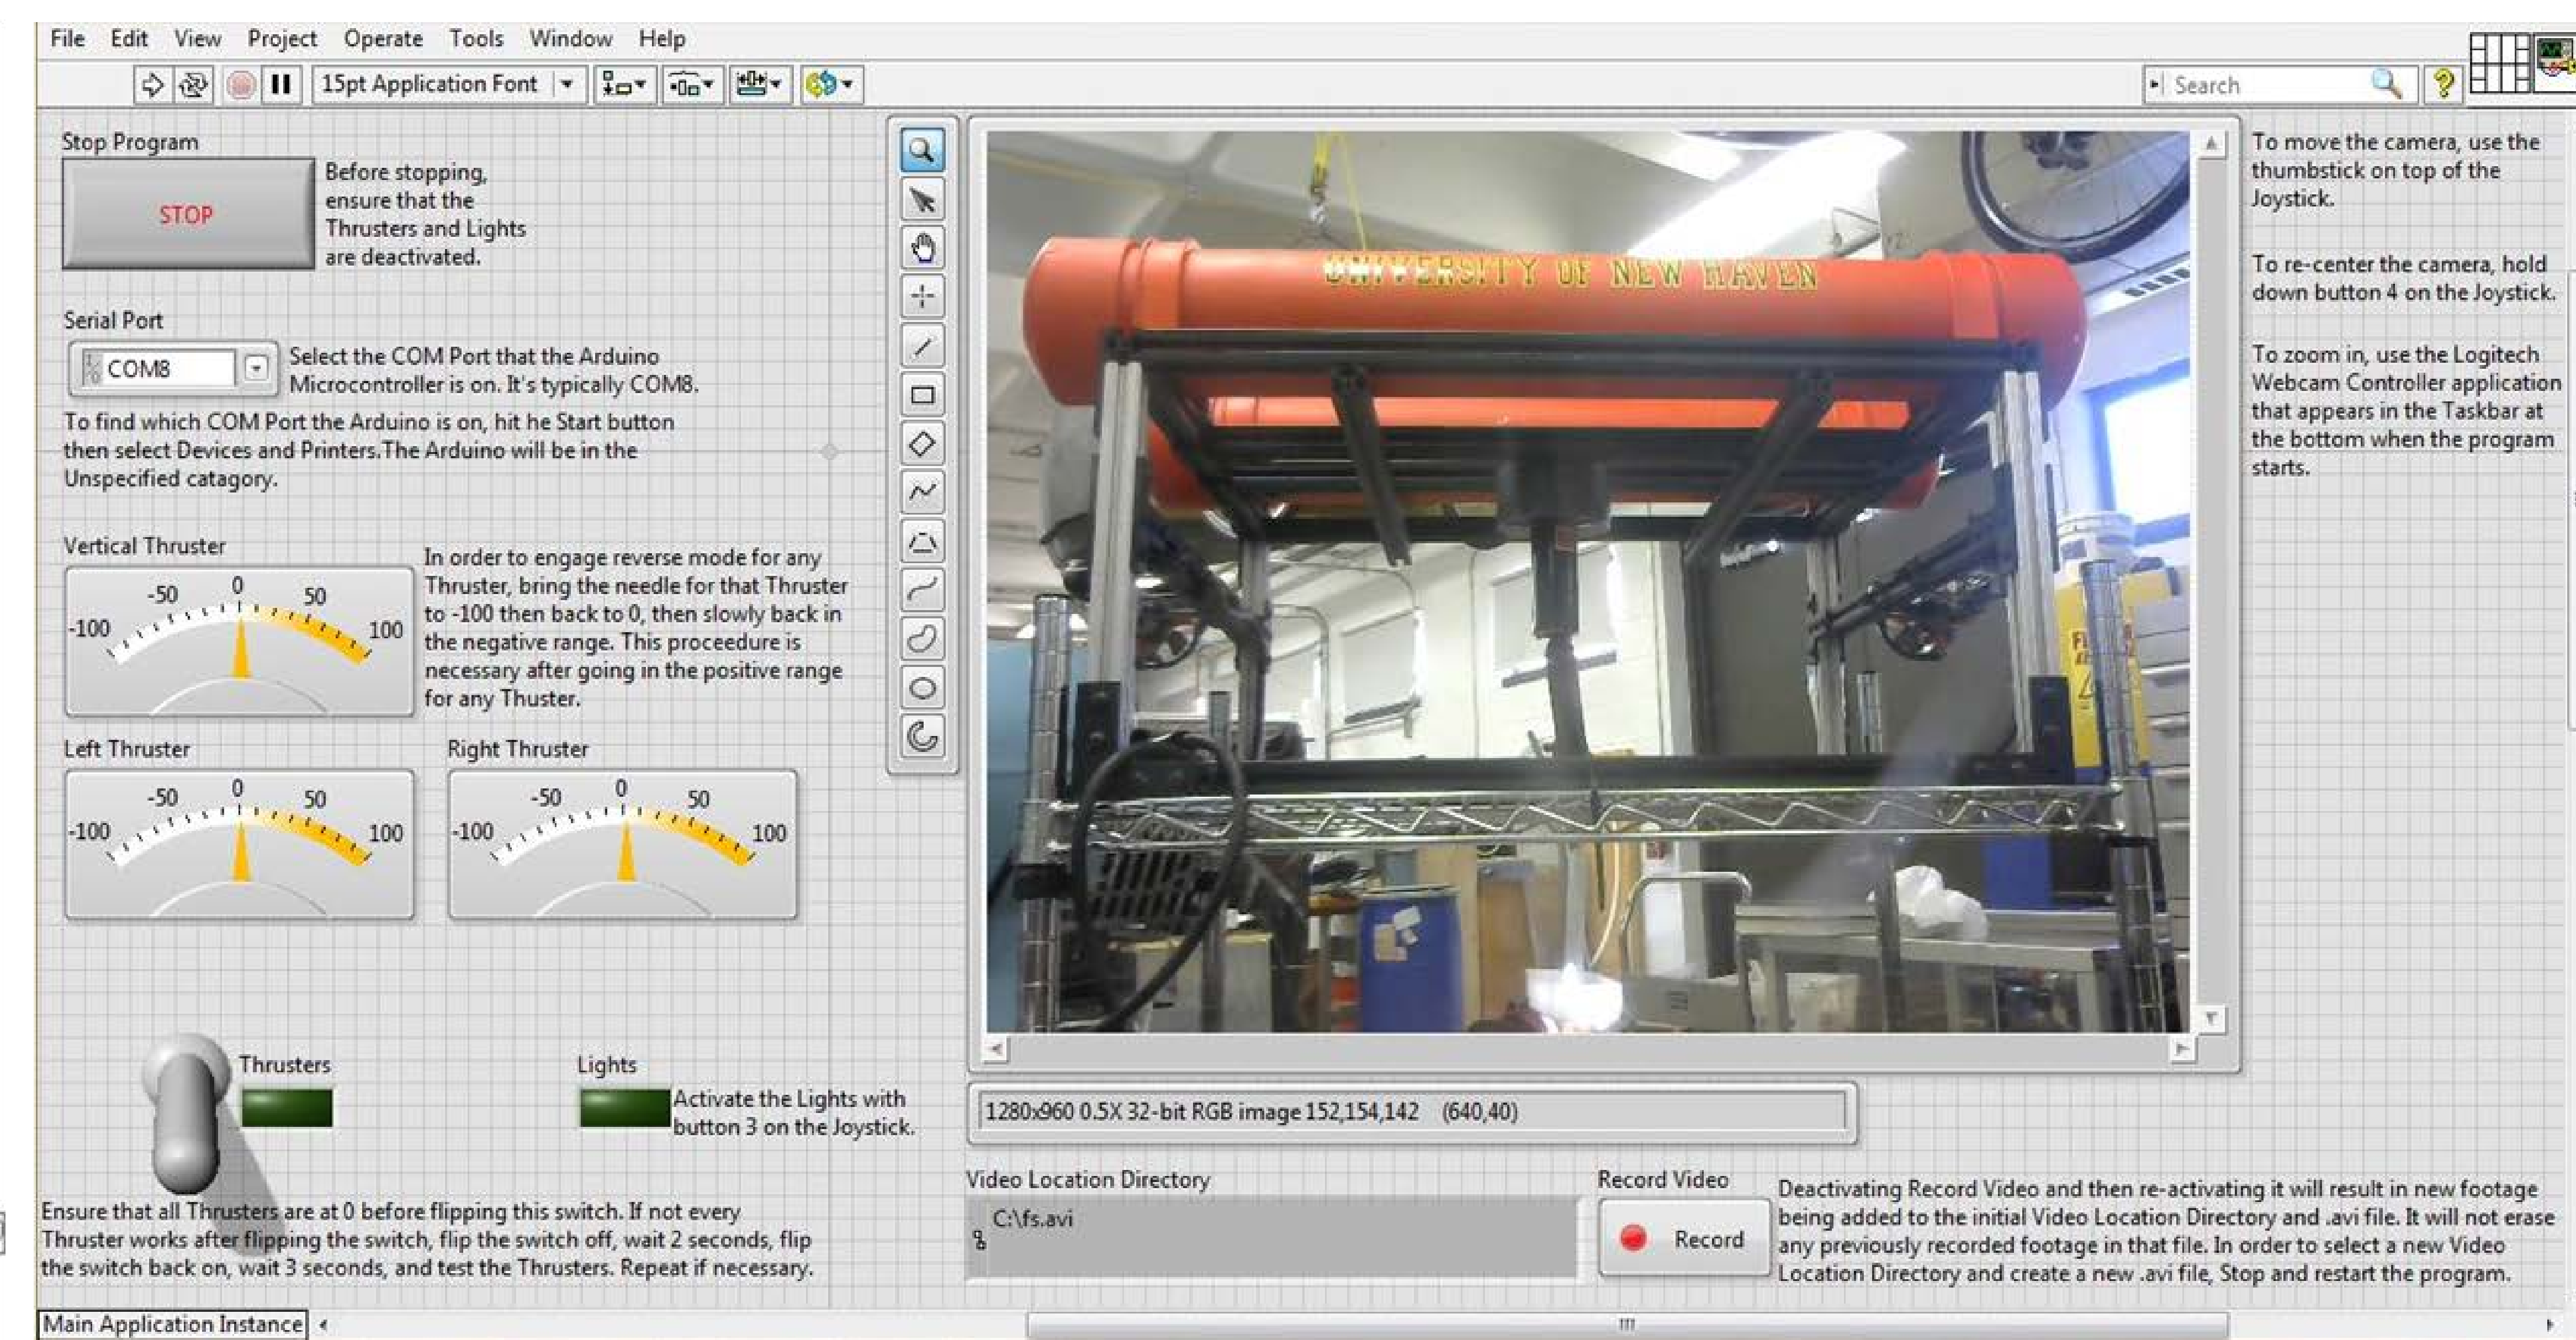 File Edit View Project Operate Tools Window Help
15pt Application Font
Search
Stop Program
STOP
Before stopping,
ensure that the
Thrusters and Lights
are deactivated.
Serial Port
COM8
Select the COM Port that the Arduino
Microcontroller is on. It's typically COM8.
To find which COM Port the Arduino is on, hit he Start button
then select Devices and Printers.The Arduino will be in the
Unspecified catagory.
Vertical Thruster
-100 -50 0 50 100
In order to engage reverse mode for any
Thruster, bring the needle for that Thruster
to -100 then back to 0, then slowly back in
the negative range. This proceedure is
necessary after going in the positive range
for any Thuster.
Left Thruster
-100 -50 0 50 100
Right Thruster
-100 -50 0 50 100
Thrusters
Lights
Activate the Lights with
button 3 on the Joystick.
Ensure that all Thrusters are at 0 before flipping this switch. If not every
Thruster works after flipping the switch, flip the switch off, wait 2 seconds, flip
the switch back on, wait 3 seconds, and test the Thrusters. Repeat if necessary.
Main Application Instance
UNIVERSITY OF NEW HAVEN
1280x960 0.5X 32-bit RGB image 152,154,142 (640,40)
Video Location Directory
C:\fs.avi
Record Video
Record
Deactivating Record Video and then re-activating it will result in new footage
being added to the initial Video Location Directory and .avi file. It will not erase
any previously recorded footage in that file. In order to select a new Video
Location Directory and create a new .avi file, Stop and restart the program.
To move the camera, use the
thumbstick on top of the
Joystick.
To re-center the camera, hold
down button 4 on the Joystick.
To zoom in, use the Logitech
Webcam Controller application
that appears in the Taskbar at
the bottom when the program
starts.